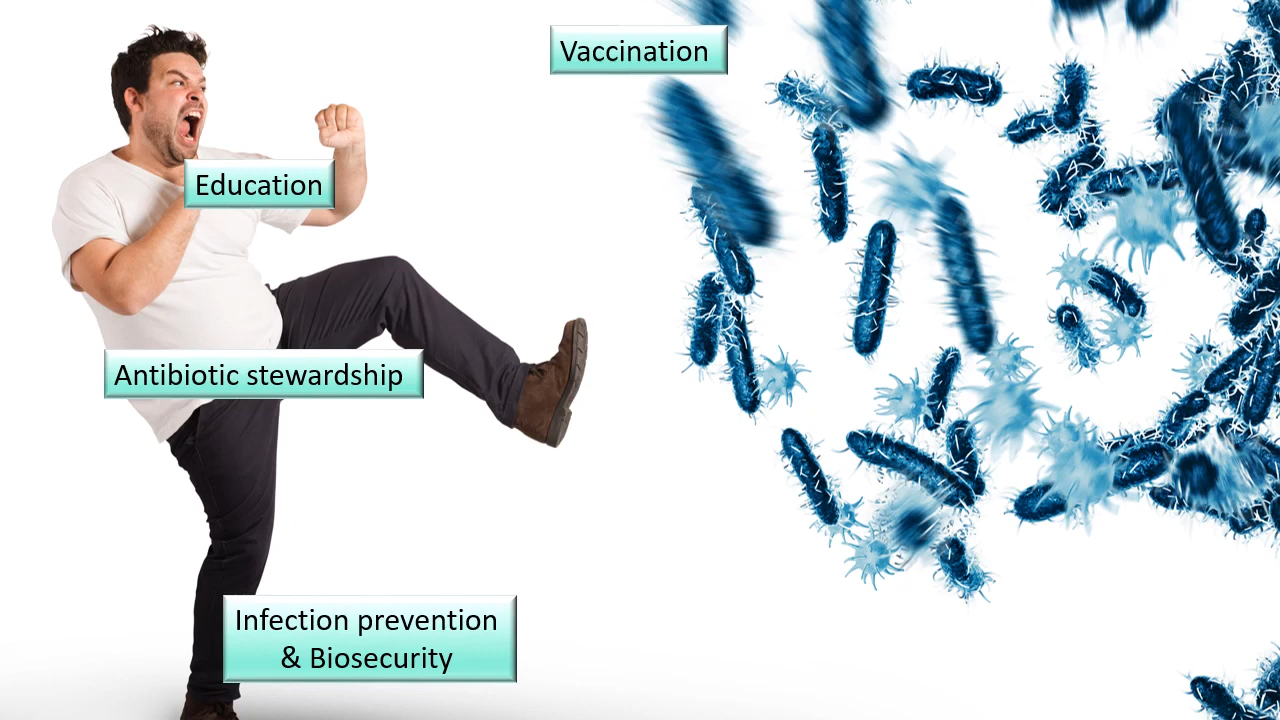 Vaccination
Education
Antibiotic stewardship
Infection prevention
& Biosecurity